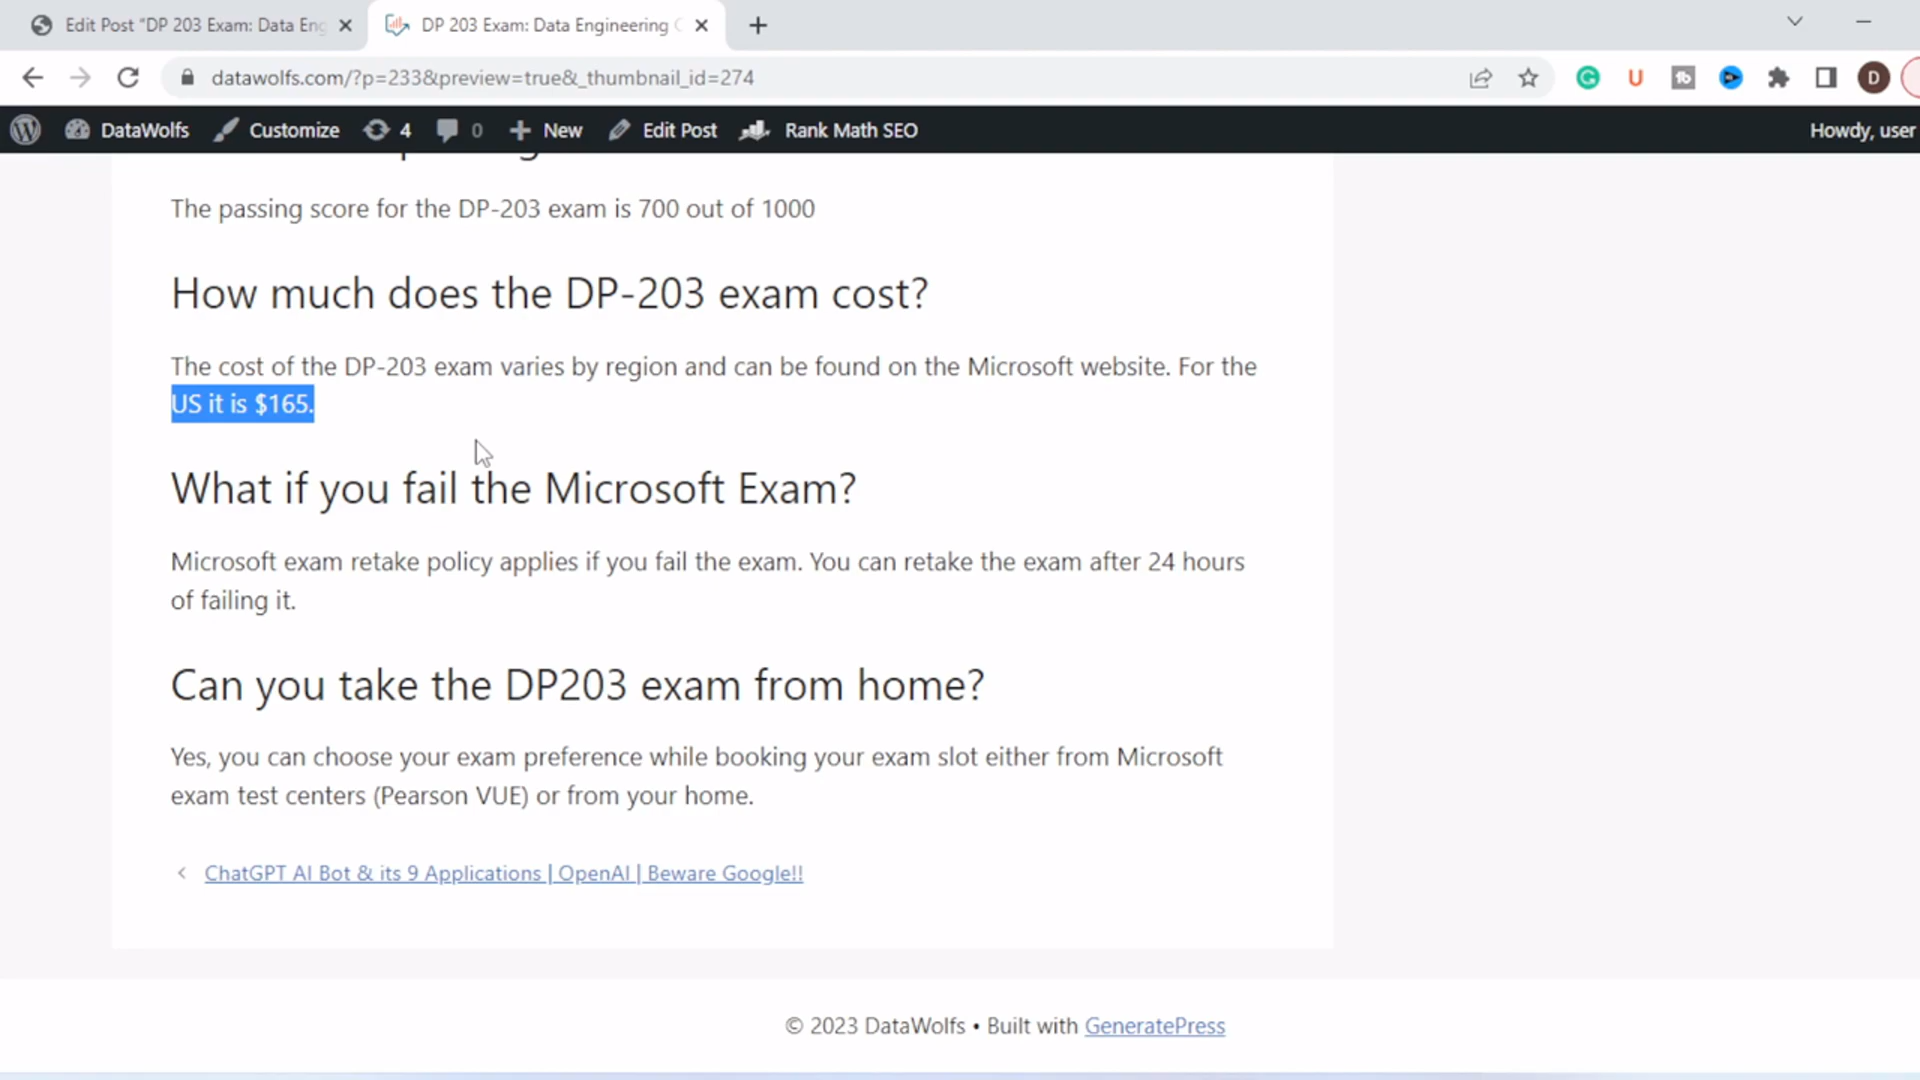 Edit Post "DP 203 Exam: Data Eng
DP 203 Exam: Data Engineering
datawolfs.com/?p=233&preview=true&_thumbnail_id=274
D
DataWolfs
Customize
4
0
New
Edit Post
Rank Math SEO
Howdy, user
The passing score for the DP-203 exam is 700 out of 1000
How much does the DP-203 exam cost?
The cost of the DP-203 exam varies by region and can be found on the Microsoft website. For the
US it is $165.
What if you fail the Microsoft Exam?
Microsoft exam retake policy applies if you fail the exam. You can retake the exam after 24 hours
of failing it.
Can you take the DP203 exam from home?
Yes, you can choose your exam preference while booking your exam slot either from Microsoft
exam test centers (Pearson VUE) or from your home.
ChatGPT AI Bot & its 9 Applications | OpenAI | Beware Google!!
© 2023 DataWolfs • Built with GeneratePress